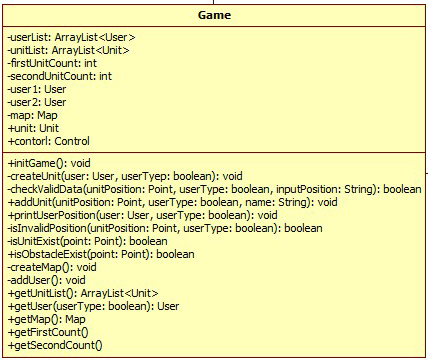 Game
-userList: ArrayList<User>
-unitList: ArrayList<Unit>
-firstUnitCount: int
-secondUnitCount: int
-user1: User
-user2: User
-map: Map
+unit: Unit
+contorl: Control
+initGame(): void
-createUnit(user: User, userTyep: boolean): void
-checkValidData(unitPosition: Point, userType: boolean, inputPosition: String): boolean
+addUnit(unitPosition: Point, userType: boolean, name: String): void
+printUserPosition(user: User, userType: boolean): void
-isInvalidPosition(unitPosition: Point, userType: boolean): boolean
-isUnitExist(point: Point): boolean
+isObstacleExist(point: Point): boolean
-createMap(): void
-addUser(): void
+getUnitList(): ArrayList<Unit>
+getUser(userType: boolean): User
+getMap(): Map
+getFirstCount()
+getSecondCount()